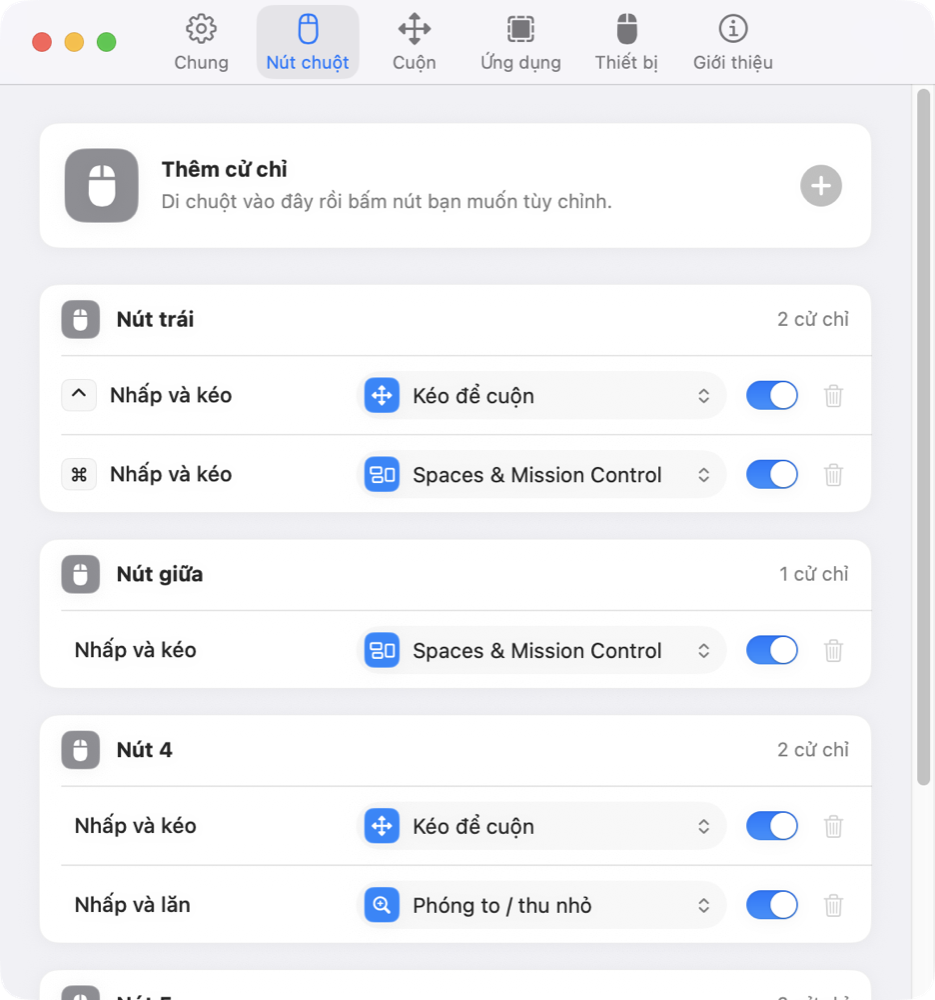 Chung
Nút chuột
Cuộn
Ứng dụng
Thiết bị
Giới thiệu
Thêm cử chỉ
Di chuột vào đây rồi bấm nút bạn muốn tùy chỉnh.
Nút trái
2 cử chỉ
^ Nhấp và kéo
Kéo để cuộn
⌘ Nhấp và kéo
Spaces & Mission Control
Nút giữa
1 cử chỉ
Nhấp và kéo
Spaces & Mission Control
Nút 4
2 cử chỉ
Nhấp và kéo
Kéo để cuộn
Nhấp và lăn
Phóng to / thu nhỏ